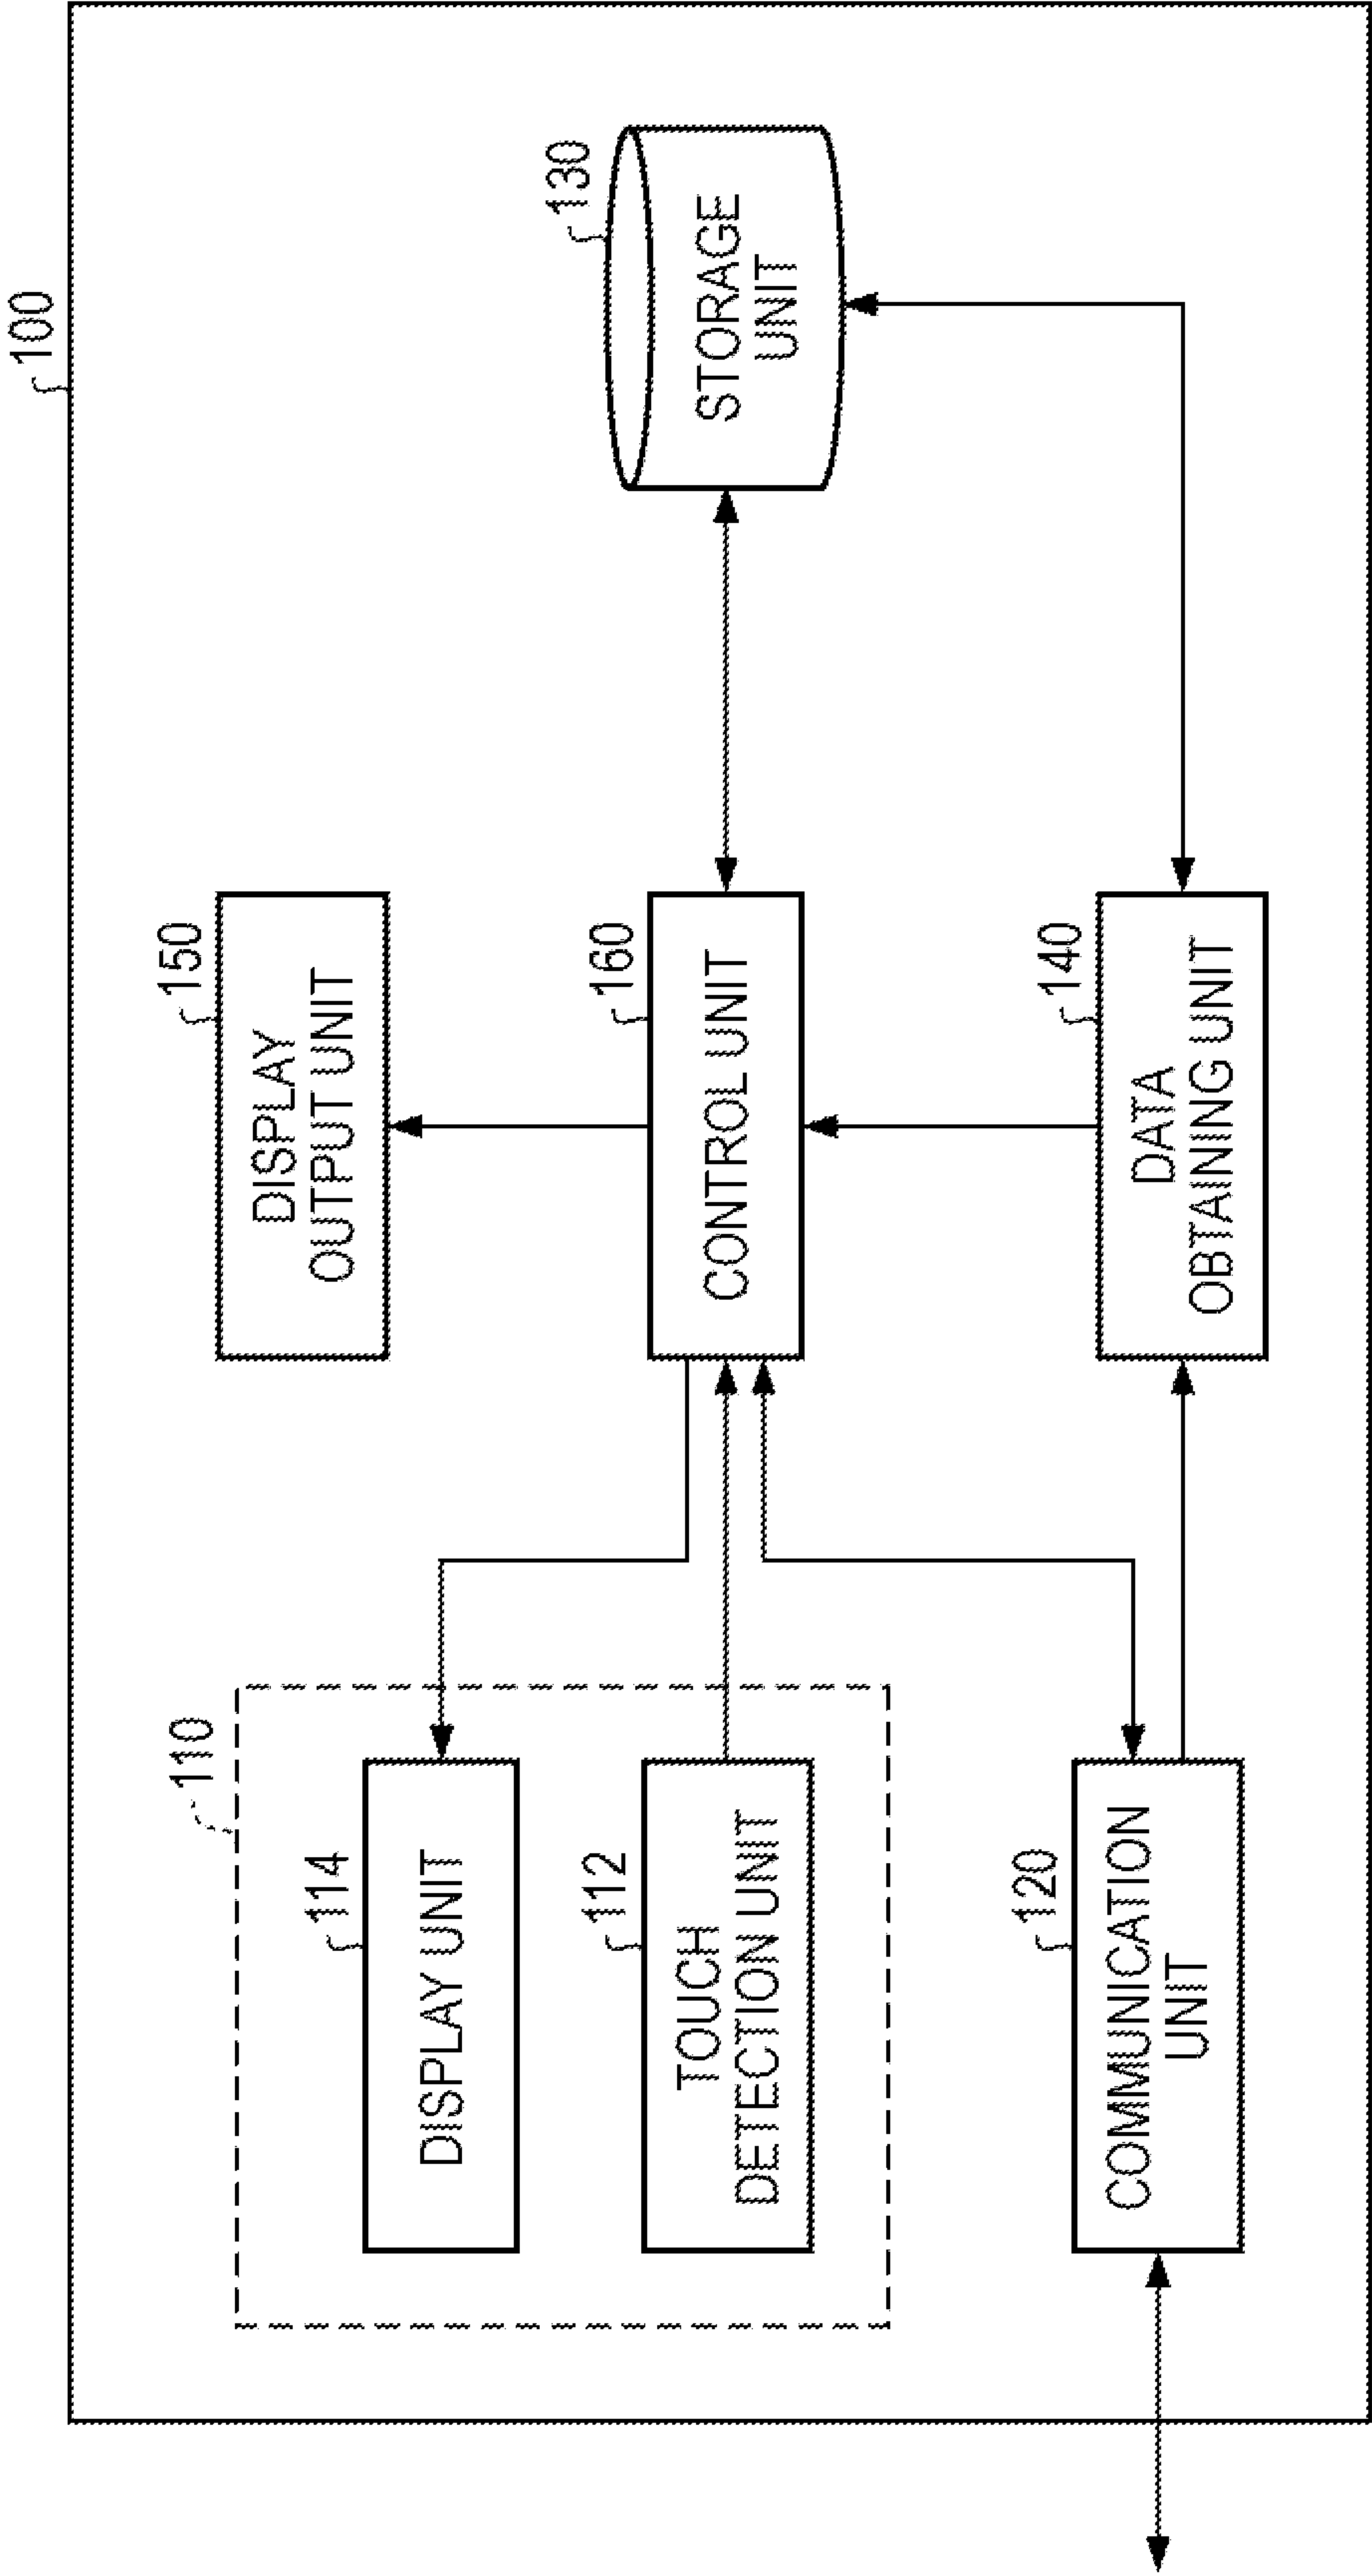 100
110
114
DISPLAY UNIT
112
TOUCH
DETECTION UNIT
120
COMMUNICATION
UNIT
150
DISPLAY
OUTPUT UNIT
160
CONTROL UNIT
140
DATA
OBTAINING UNIT
130
STORAGE
UNIT